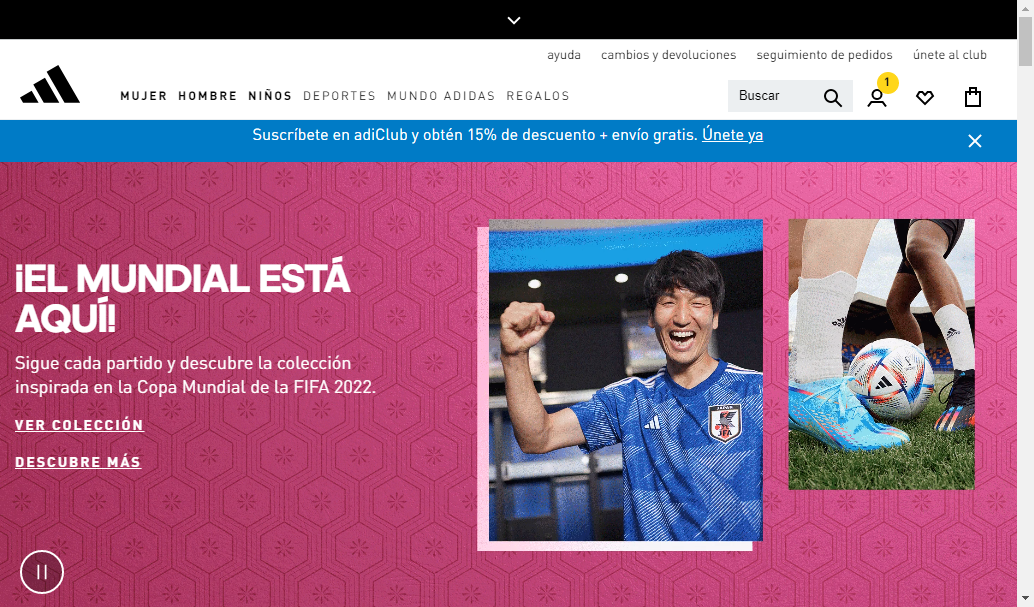 ayuda cambios y devoluciones seguimiento de pedidos únete al club
1
MUJER HOMBRE NIÑOS DEPORTES MUNDO ADIDAS REGALOS
Buscar
Suscríbete en adiClub y obtén 15% de descuento + envío gratis. Únete ya
¡EL MUNDIAL ESTÁ
AQUÍ!
Sigue cada partido y descubre la colección
inspirada en la Copa Mundial de la FIFA 2022.
VER COLECCIÓN
DESCUBRE MÁS
JAPAN
JFA